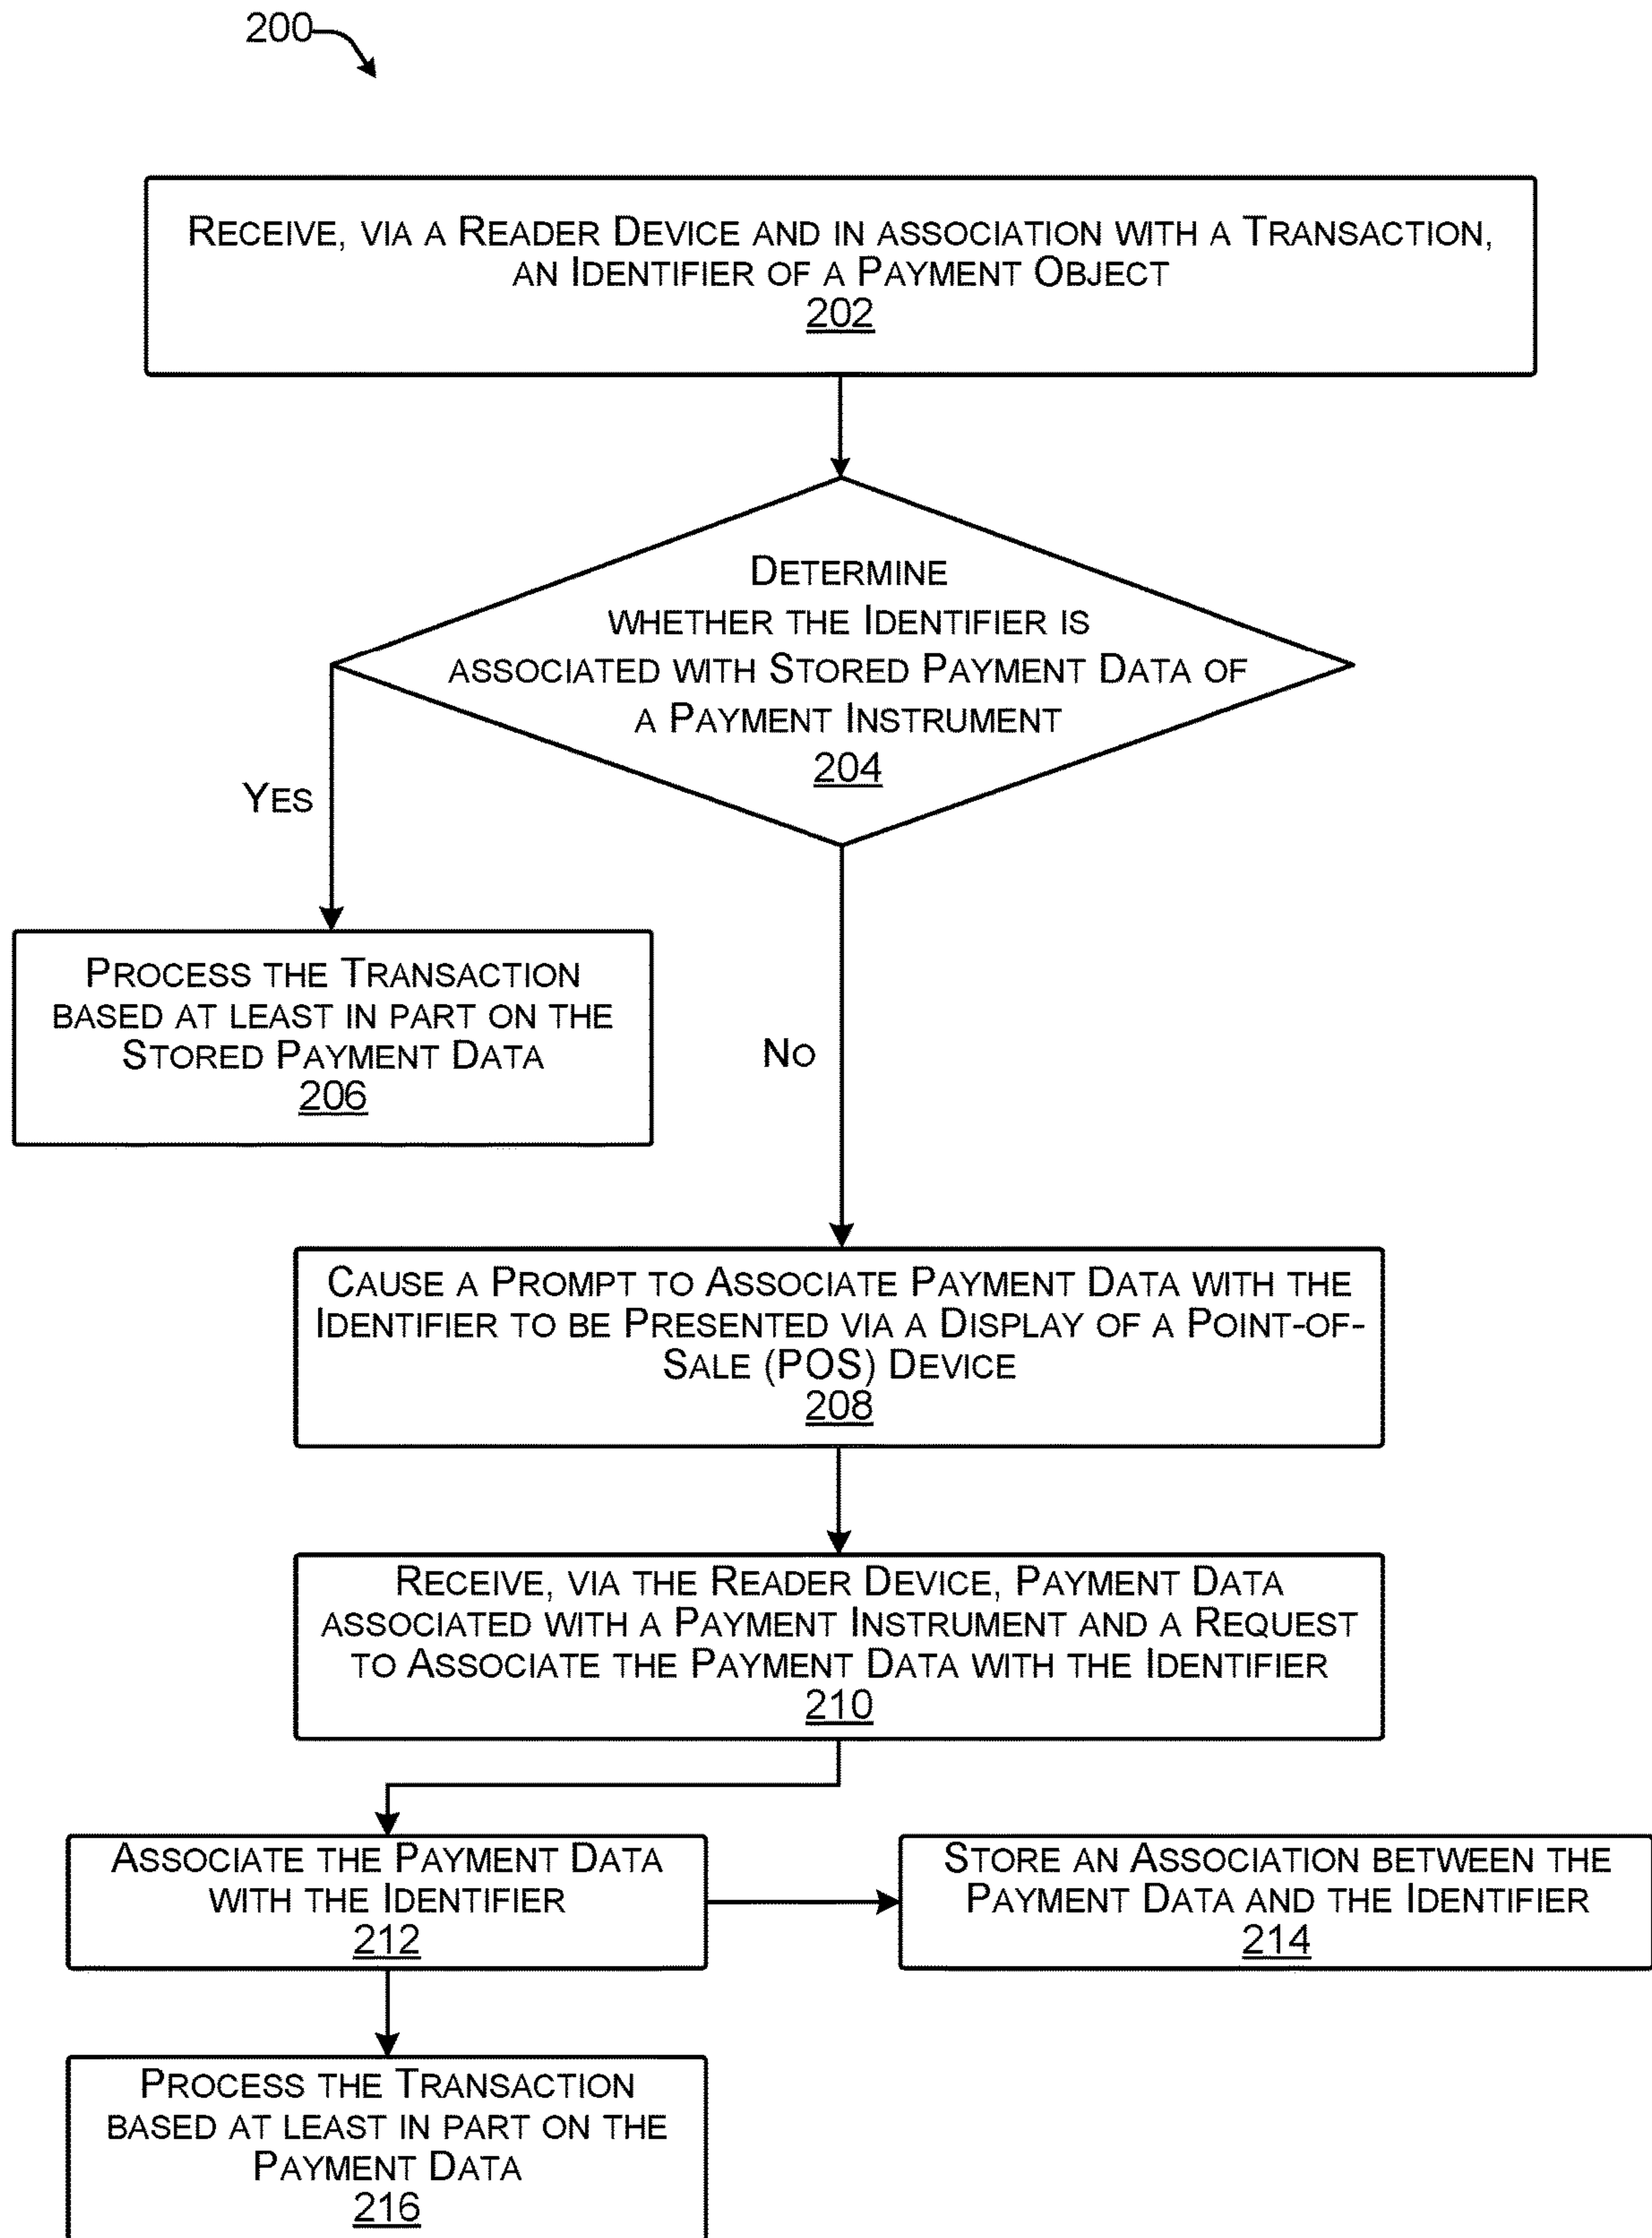 200
RECEIVE, VIA A READER DEVICE AND IN ASSOCIATION WITH A TRANSACTION,
AN IDENTIFIER OF A PAYMENT OBJECT
202
DETERMINE
WHETHER THE IDENTIFIER IS
ASSOCIATED WITH STORED PAYMENT DATA OF
A PAYMENT INSTRUMENT
204
YES
PROCESS THE TRANSACTION
BASED AT LEAST IN PART ON THE
STORED PAYMENT DATA
206
NO
CAUSE A PROMPT TO ASSOCIATE PAYMENT DATA WITH THE
IDENTIFIER TO BE PRESENTED VIA A DISPLAY OF A POINT-OF-
SALE (POS) DEVICE
208
RECEIVE, VIA THE READER DEVICE, PAYMENT DATA
ASSOCIATED WITH A PAYMENT INSTRUMENT AND A REQUEST
TO ASSOCIATE THE PAYMENT DATA WITH THE IDENTIFIER
210
ASSOCIATE THE PAYMENT DATA
WITH THE IDENTIFIER
212
STORE AN ASSOCIATION BETWEEN THE
PAYMENT DATA AND THE IDENTIFIER
214
PROCESS THE TRANSACTION
BASED AT LEAST IN PART ON THE
PAYMENT DATA
216